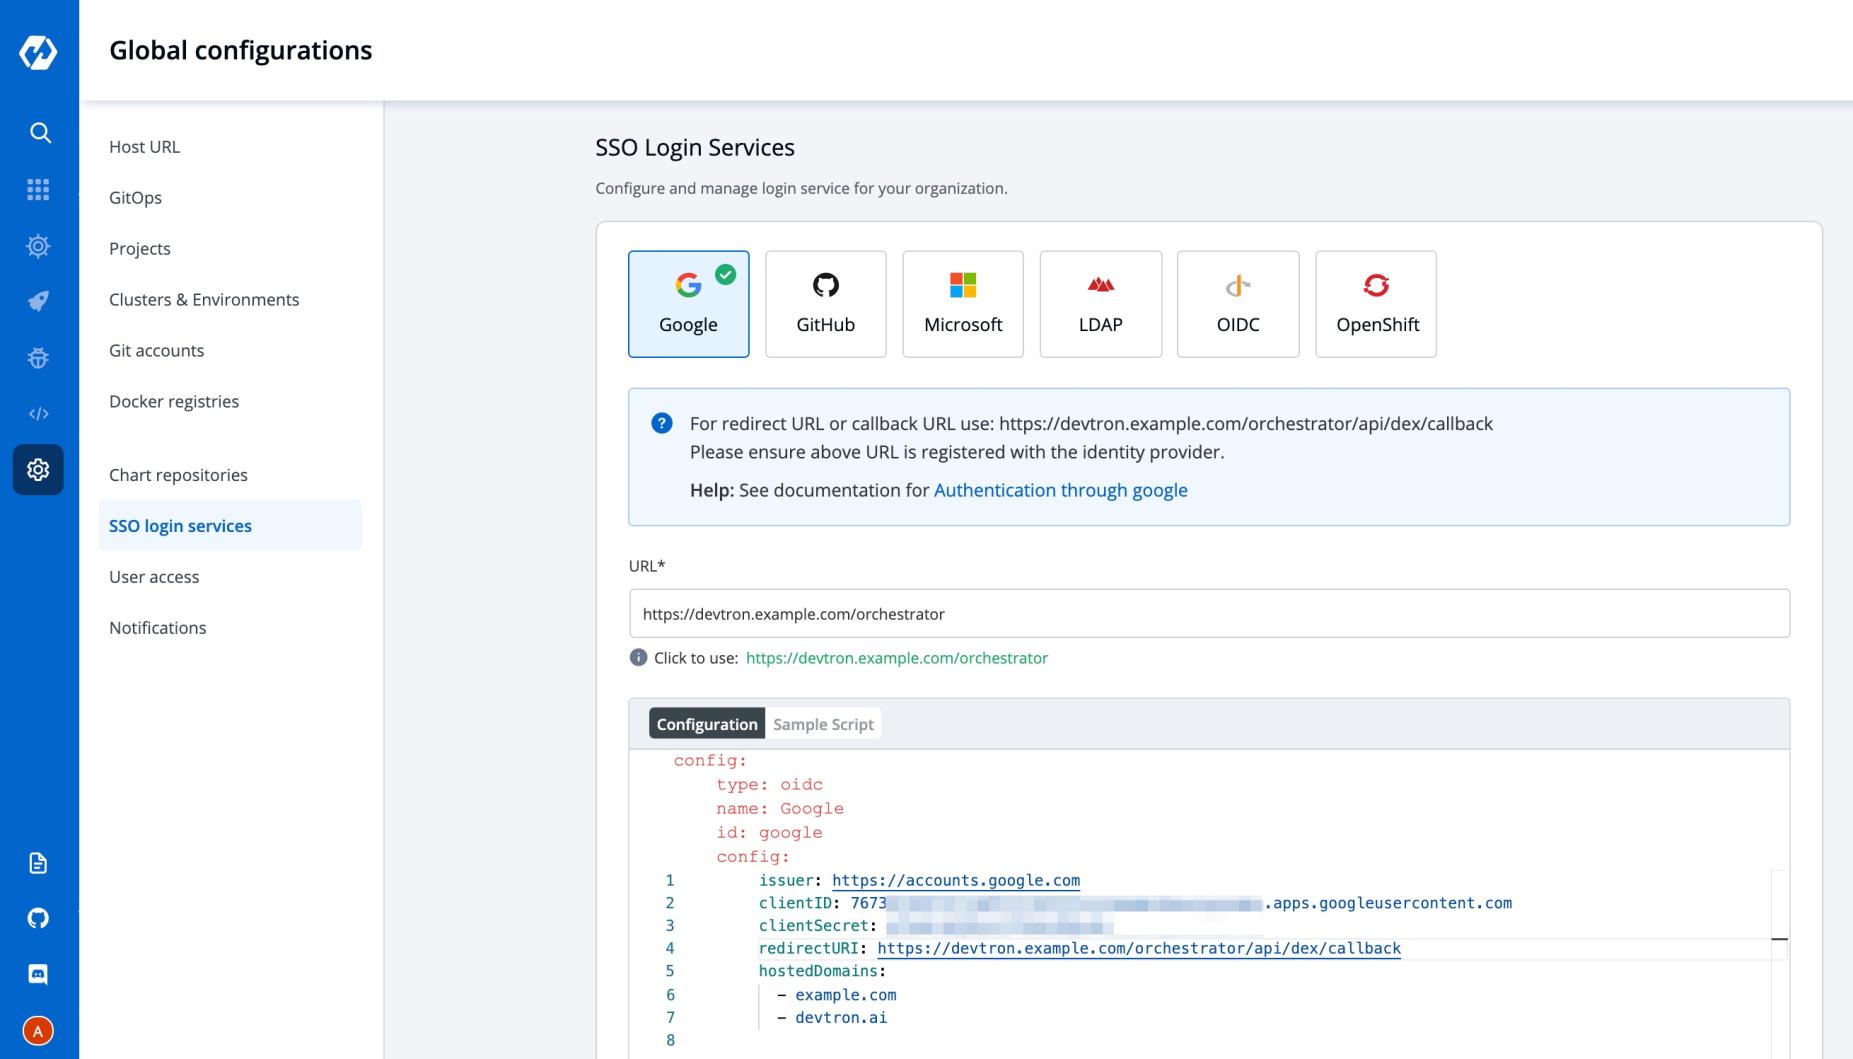 Global configurations
Host URL
GitOps
Projects
Clusters & Environments
Git accounts
Docker registries
Chart repositories
SSO login services
User access
Notifications
SSO Login Services
Configure and manage login service for your organization.
Google
GitHub
Microsoft
LDAP
OIDC
OpenShift
For redirect URL or callback URL use: https://devtron.example.com/orchestrator/api/dex/callback
Please ensure above URL is registered with the identity provider.
Help: See documentation for Authentication through google
URL*
https://devtron.example.com/orchestrator
Click to use: https://devtron.example.com/orchestrator
Configuration Sample Script
config:
type: oidc
name: Google
id: google
config:
1 issuer: https://accounts.google.com
2 clientID: 7673 .apps.googleusercontent.com
3 clientSecret:
4 redirectURI: https://devtron.example.com/orchestrator/api/dex/callback
5 hostedDomains:
6 - example.com
7 - devtron.ai
8
A